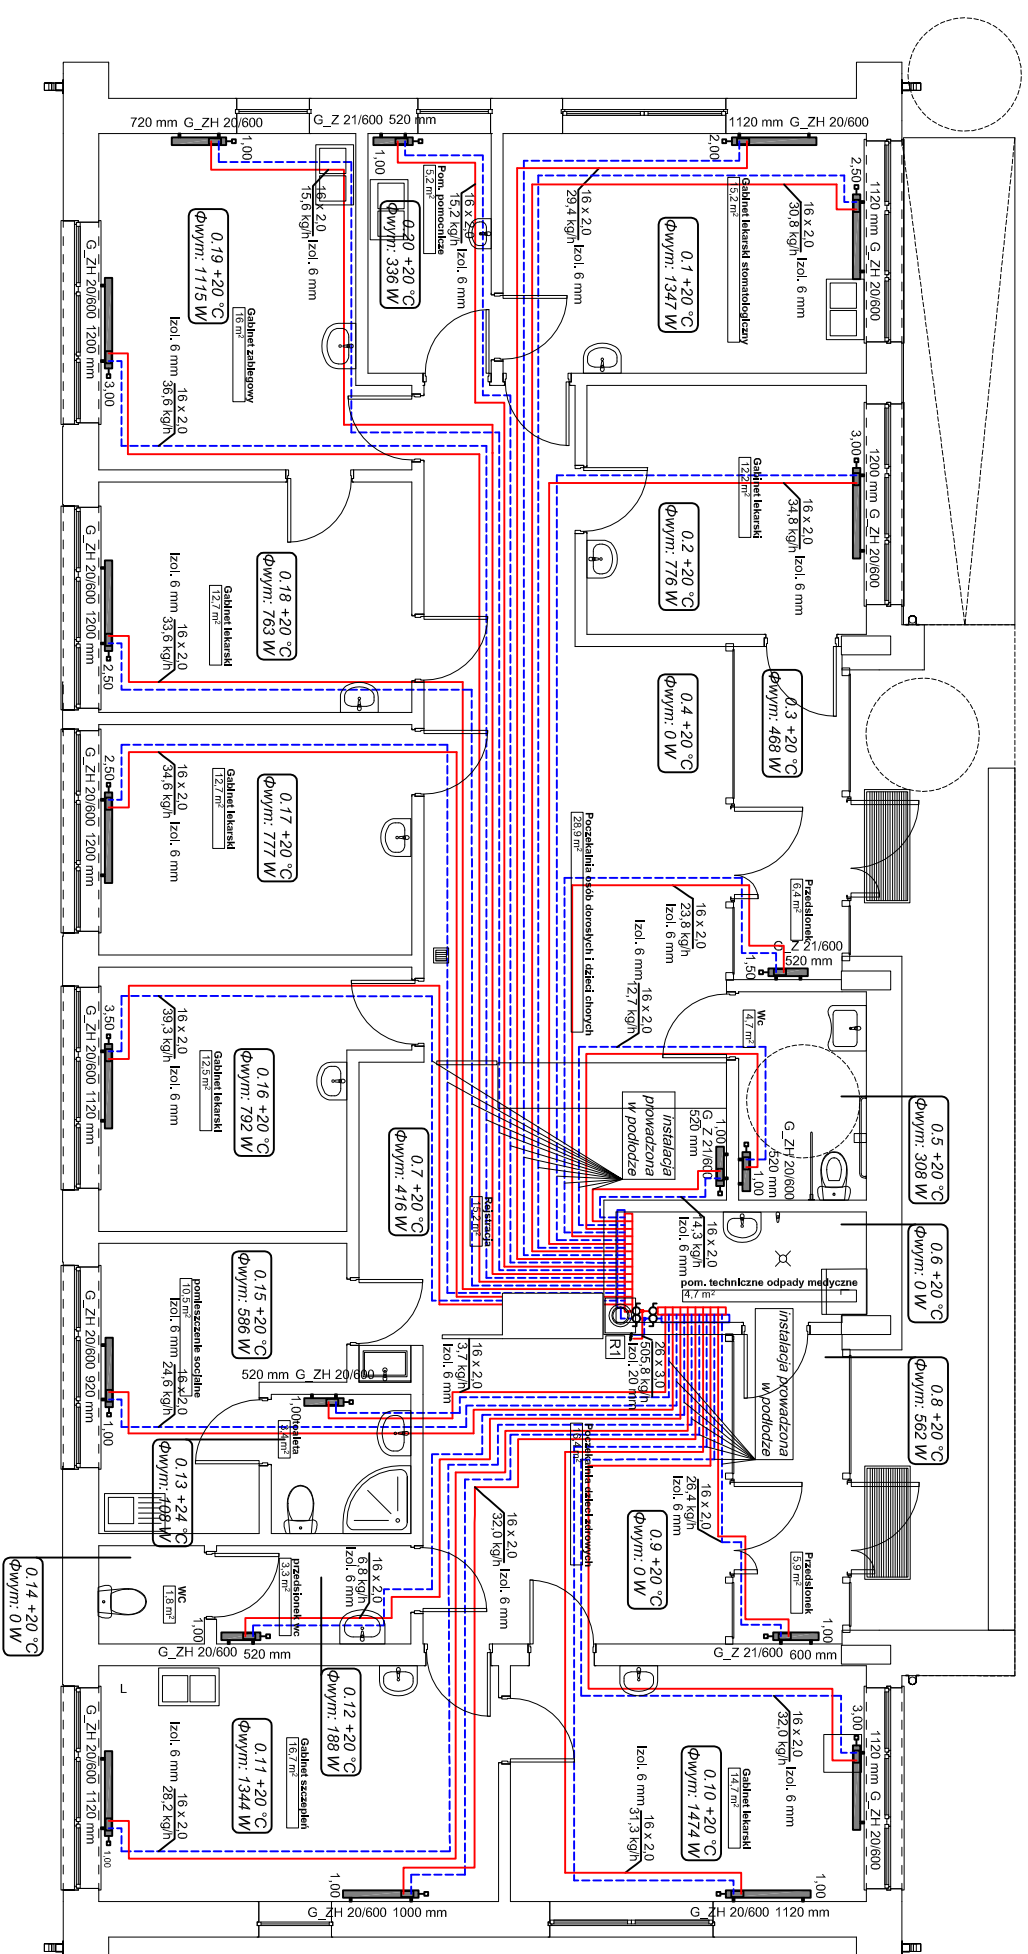 720 mm G_ZH 20/600
G_Z 21/600 520 mm
1120 mm G_ZH 20/600
1,00
1,00
2,00
2,50
1120 mm G_ZH 20/600
16 x 2,0
15,6 kg/h Izol. 6 mm
0.19 +20 °C
Φwym: 1115 W
Gabinet zabiegowy
16 m²
G_ZH 20/600 1200 mm
3,00
16 x 2,0
Izol. 6 mm 36,6 kg/h
Pom. pomocnicze
5,2 m²
0.20 +20 °C
Φwym: 336 W
16 x 2,0
15,2 kg/h Izol. 6 mm
16 x 2,0
29,4 kg/h Izol. 6 mm
0.1 +20 °C
Φwym: 1347 W
Gabinet lekarski stomatologiczny
15,2 m²
16 x 2,0
30,8 kg/h Izol. 6 mm
3,00
1200 mm G_ZH 20/600
Gabinet lekarski
12,2 m²
16 x 2,0
34,8 kg/h Izol. 6 mm
0.2 +20 °C
Φwym: 776 W
0.18 +20 °C
Φwym: 763 W
Gabinet lekarski
12,7 m²
16 x 2,0
Izol. 6 mm 33,6 kg/h
G_ZH 20/600 1200 mm
2,50
0.4 +20 °C
Φwym: 0 W
0.3 +20 °C
Φwym: 468 W
0.17 +20 °C
Φwym: 777 W
Gabinet lekarski
12,7 m²
16 x 2,0
34,6 kg/h Izol. 6 mm
2,50
G_ZH 20/600 1200 mm
Poczekalnia osób dorosłych i dzieci chorych
28,9 m²
Przedsionek
6,4 m²
G_Z 21/600
520 mm
1,50
16 x 2,0
23,8 kg/h
Izol. 6 mm
16 x 2,0
Izol. 6 mm 12,7 kg/h
Wc
4,7 m²
0.16 +20 °C
Φwym: 792 W
Gabinet lekarski
12,5 m²
16 x 2,0
39,3 kg/h Izol. 6 mm
3,50
G_ZH 20/600 1120 mm
0.7 +20 °C
Φwym: 416 W
Rejstracja
15,2 m²
instalacja
prowadzona
w podłodze
1,00
G_Z 21/600
520 mm
G_ZH 20/600
520 mm
1,00
0.5 +20 °C
Φwym: 308 W
0.6 +20 °C
Φwym: 0 W
16 x 2,0
14,3 kg/h
Izol. 6 mm
pom. techniczne odpady medyczne
4,7 m²
0.15 +20 °C
Φwym: 586 W
pomieszczenie socjalne
10,5 m²
16 x 2,0
Izol. 6 mm 24,6 kg/h
G_ZH 20/600 920 mm
1,00
520 mm G_ZH 20/600
1,00
toaleta
16 x 2,0
3,7 kg/h
Izol. 6 mm
R1
26 x 3,0
505,8 kg/h
Izol. 20 mm
instalacja prowadzona
w podłodze
0.8 +20 °C
Φwym: 562 W
0.13 +24 °C
Φwym: 108 W
Poczekalnia dzieci zdrowych
16 x 2,0
26,4 kg/h
Izol. 6 mm
0.9 +20 °C
Φwym: 0 W
Przedsionek
5,9 m²
16 x 2,0
32,0 kg/h Izol. 6 mm
0.14 +20 °C
Φwym: 0 W
WC
1,8 m²
przedsionek wc
3,3 m²
16 x 2,0
6,8 kg/h
Izol. 6 mm
1,00
G_ZH 20/600 520 mm
1,00
G_Z 21/600 600 mm
L
0.12 +20 °C
Φwym: 188 W
0.11 +20 °C
Φwym: 1344 W
Gabinet szczepień
16,7 m²
16 x 2,0
Izol. 6 mm 28,2 kg/h
G_ZH 20/600 1120 mm
1,00
1,00
G_ZH 20/600 1000 mm
0.10 +20 °C
Φwym: 1474 W
Gabinet lekarski
14,7 m²
16 x 2,0
32,0 kg/h Izol. 6 mm
3,00
1120 mm G_ZH 20/600
16 x 2,0
Izol. 6 mm 31,3 kg/h
1,00
G_ZH 20/600 1120 mm